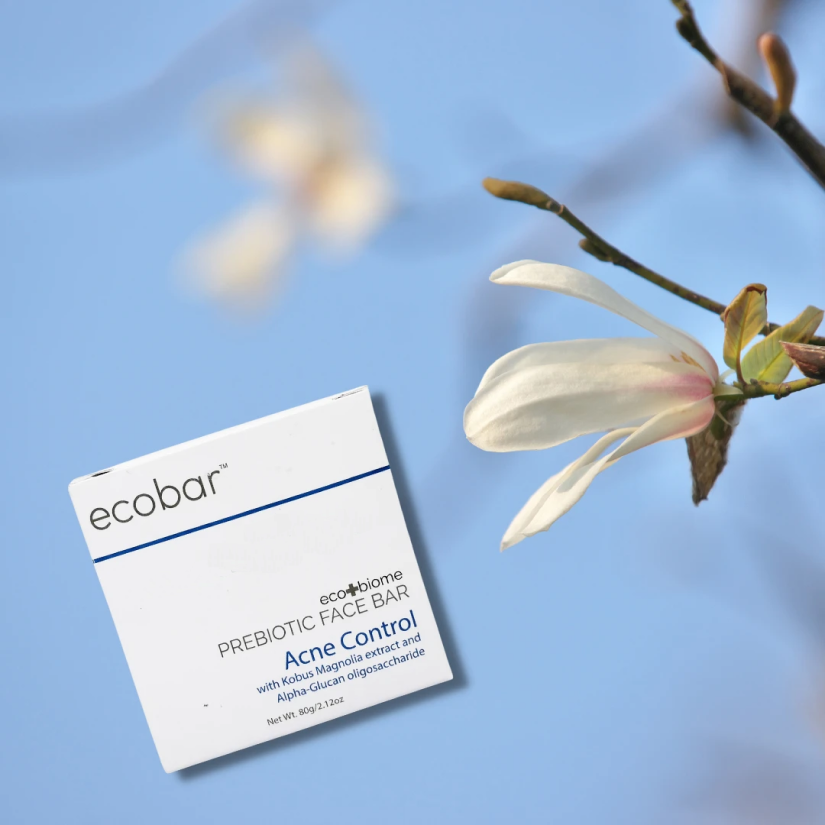 ecobar™
eco✚biome
PREBIOTIC FACE BAR
Acne Control
with Kobus Magnolia extract and
Alpha-Glucan oligosaccharide
Net Wt. 80g/2.12oz